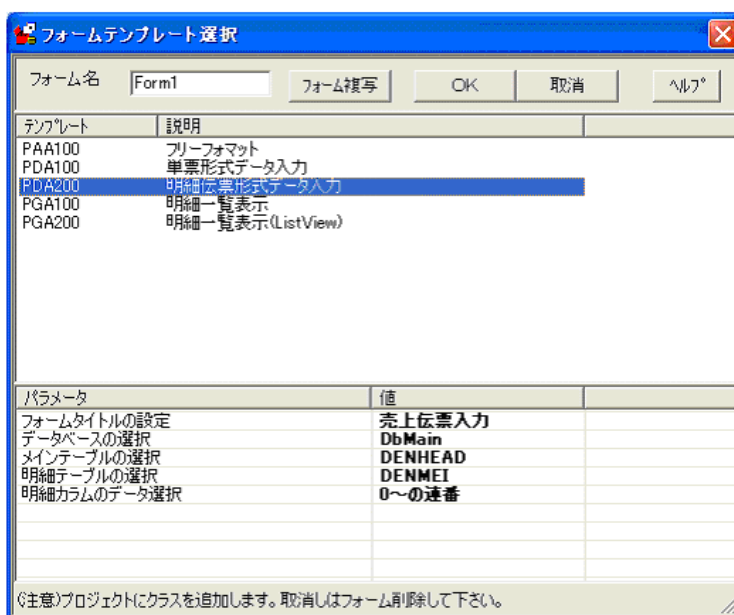 フォームテンプレート選択
フォーム名 Form1 フォーム複写 OK 取消 ヘルプ
テンプレート 説明
PAA100 フリーフォマット
PDA100 単票形式データ入力
PDA200 明細伝票形式データ入力
PGA100 明細一覧表示
PGA200 明細一覧表示(ListView)
パラメータ 値
フォームタイトルの設定 売上伝票入力
データベースの選択 DbMain
メインテーブルの選択 DENHEAD
明細テーブルの選択 DENMEI
明細カラムのデータ選択 0～の連番
(注意)プロジェクトにクラスを追加します。取消しはフォーム削除して下さい。